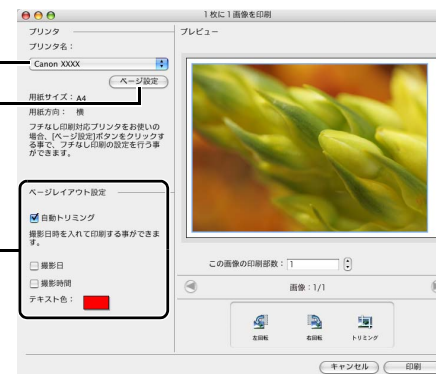 1枚に1画像を印刷
プリンタ
プリンタ名：
Canon XXXX
ページ設定
用紙サイズ：A4
用紙方向： 横
フチなし印刷対応プリンタをお使いの
場合、[ページ設定]ボタンをクリックす
る事で、フチなし印刷の設定を行う事
ができます。
ページレイアウト設定
自動トリミング
撮影日時を入れて印刷する事ができま
す。
撮影日
撮影時間
テキスト色：
プレビュー
この画像の印刷部数：1
画像：1/1
左回転 右回転 トリミング
キャンセル 印刷